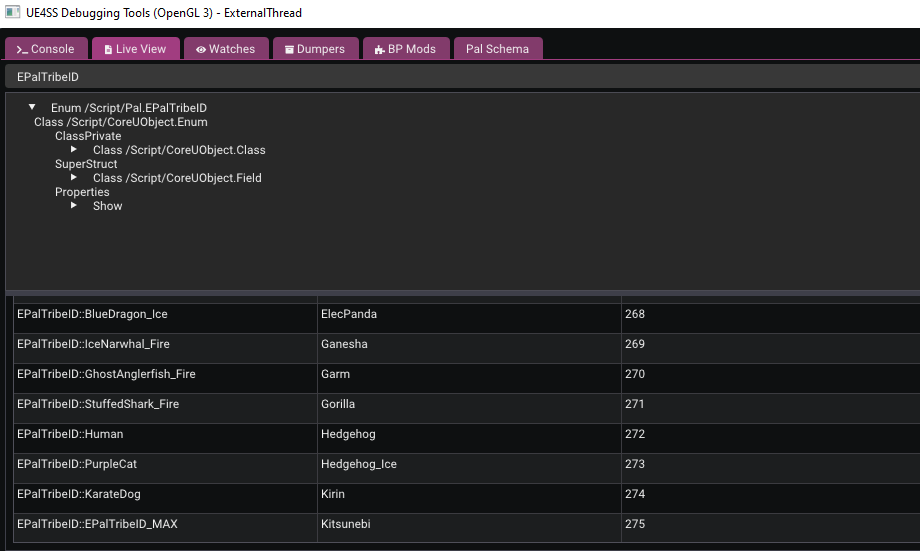 UE4SS Debugging Tools (OpenGL 3) - ExternalThread
Console Live View Watches Dumpers BP Mods Pal Schema
EPalTribeID
Enum /Script/Pal.EPalTribeID
Class /Script/CoreUObject.Enum
ClassPrivate
Class /Script/CoreUObject.Class
SuperStruct
Class /Script/CoreUObject.Field
Properties
Show
EPalTribeID::BlueDragon_Ice ElecPanda 268
EPalTribeID::IceNarwhal_Fire Ganesha 269
EPalTribeID::GhostAnglerfish_Fire Garm 270
EPalTribeID::StuffedShark_Fire Gorilla 271
EPalTribeID::Human Hedgehog 272
EPalTribeID::PurpleCat Hedgehog_Ice 273
EPalTribeID::KarateDog Kirin 274
EPalTribeID::EPalTribeID_MAX Kitsunebi 275